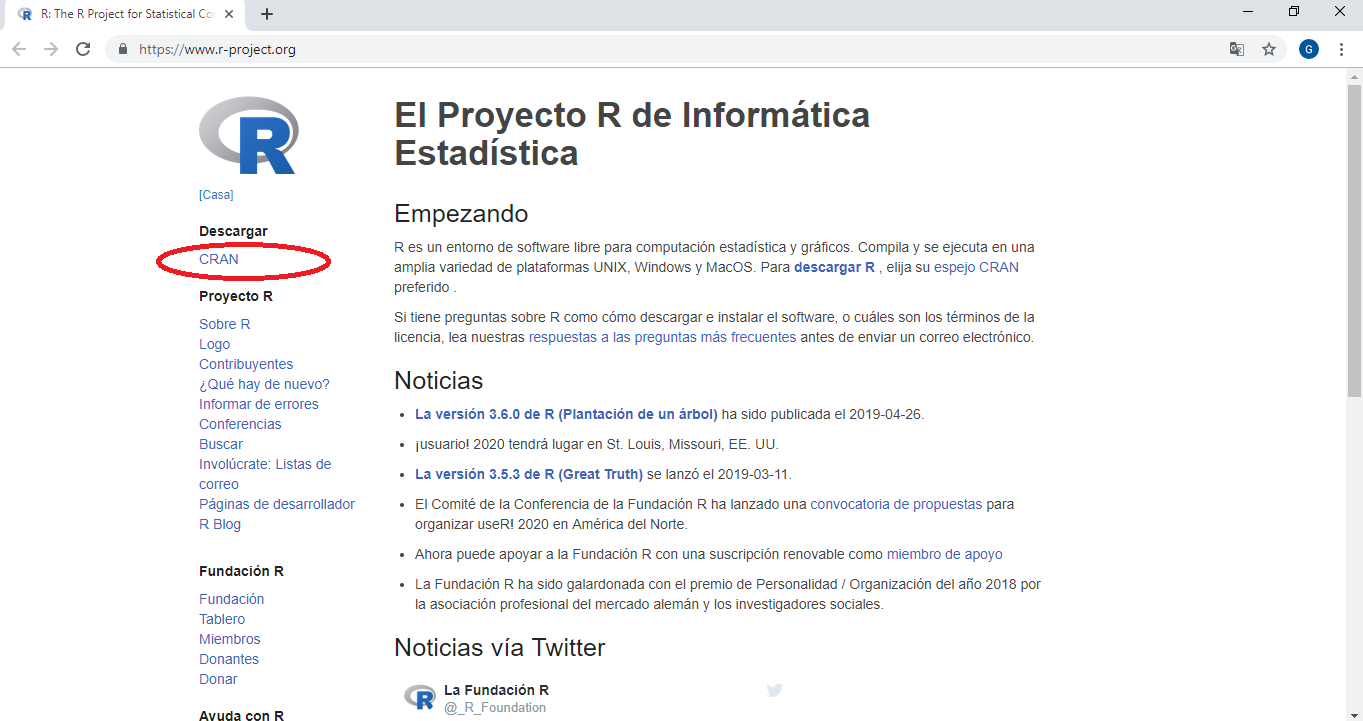 R: The R Project for Statistical Co
https://www.r-project.org
G
R
[Casa]
Descargar
CRAN
Proyecto R
Sobre R
Logo
Contribuyentes
¿Qué hay de nuevo?
Informar de errores
Conferencias
Buscar
Involúcrate: Listas de
correo
Páginas de desarrollador
R Blog
Fundación R
Fundación
Tablero
Miembros
Donantes
Donar
Ayuda con R
El Proyecto R de Informática
Estadística
Empezando
R es un entorno de software libre para computación estadística y gráficos. Compila y se ejecuta en una
amplia variedad de plataformas UNIX, Windows y MacOS. Para descargar R , elija su espejo CRAN
preferido .
Si tiene preguntas sobre R como cómo descargar e instalar el software, o cuáles son los términos de la
licencia, lea nuestras respuestas a las preguntas más frecuentes antes de enviar un correo electrónico.
Noticias
• La versión 3.6.0 de R (Plantación de un árbol) ha sido publicada el 2019-04-26.
• ¡usuario! 2020 tendrá lugar en St. Louis, Missouri, EE. UU.
• La versión 3.5.3 de R (Great Truth) se lanzó el 2019-03-11.
• El Comité de la Conferencia de la Fundación R ha lanzado una convocatoria de propuestas para
organizar useR! 2020 en América del Norte.
• Ahora puede apoyar a la Fundación R con una suscripción renovable como miembro de apoyo
• La Fundación R ha sido galardonada con el premio de Personalidad / Organización del año 2018 por
la asociación profesional del mercado alemán y los investigadores sociales.
Noticias vía Twitter
R
La Fundación R
@_R_Foundation